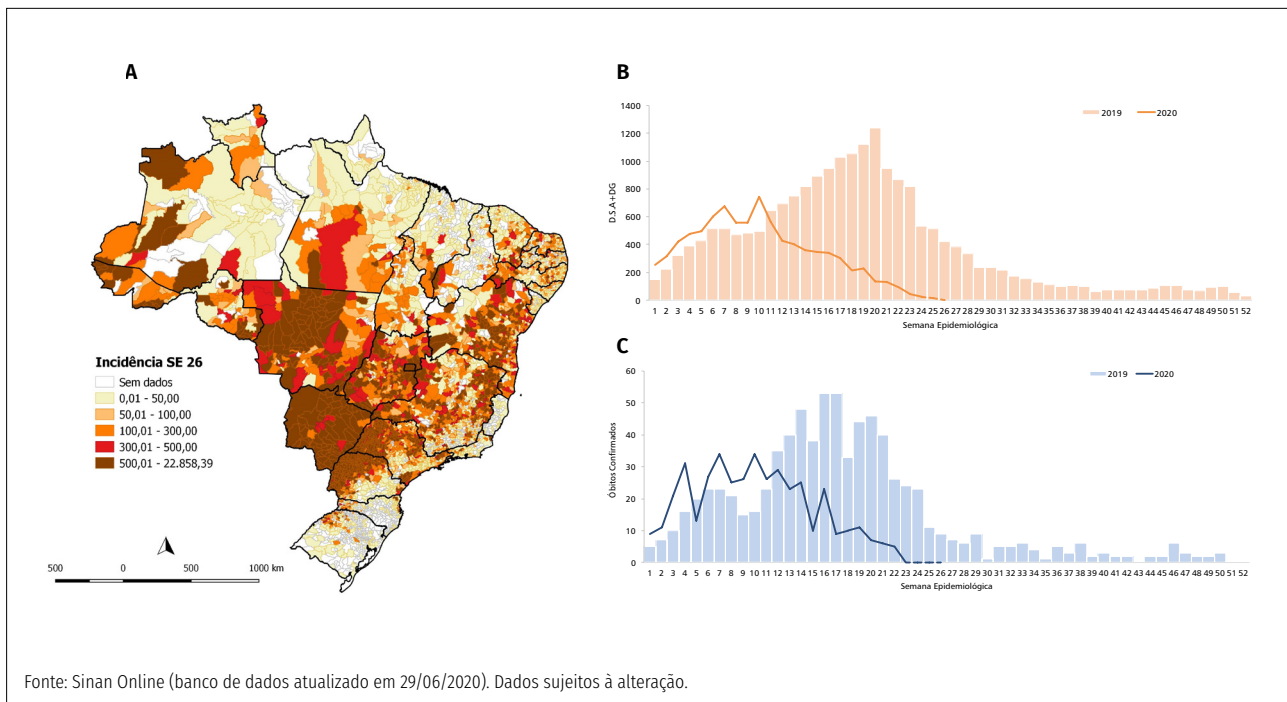 A
Incidência SE 26
Sem dados
0,01 - 50,00
50,01 - 100,00
100,01 - 300,00
300,01 - 500,00
500,01 - 22.858,39
500 0 500 1000 km
B
1400
1200
1000
800
600
400
200
0
D.S.A+DG
2019 2020
1 2 3 4 5 6 7 8 9 10 11 12 13 14 15 16 17 18 19 20 21 22 23 24 25 26 27 28 29 30 31 32 33 34 35 36 37 38 39 40 41 42 43 44 45 46 47 48 49 50 51 52
Semana Epidemiológica
C
60
50
40
30
20
10
0
Óbitos Confirmados
2019 2020
1 2 3 4 5 6 7 8 9 10 11 12 13 14 15 16 17 18 19 20 21 22 23 24 25 26 27 28 29 30 31 32 33 34 35 36 37 38 39 40 41 42 43 44 45 46 47 48 49 50 51 52
Semana Epidemiológica
Fonte: Sinan Online (banco de dados atualizado em 29/06/2020). Dados sujeitos à alteração.